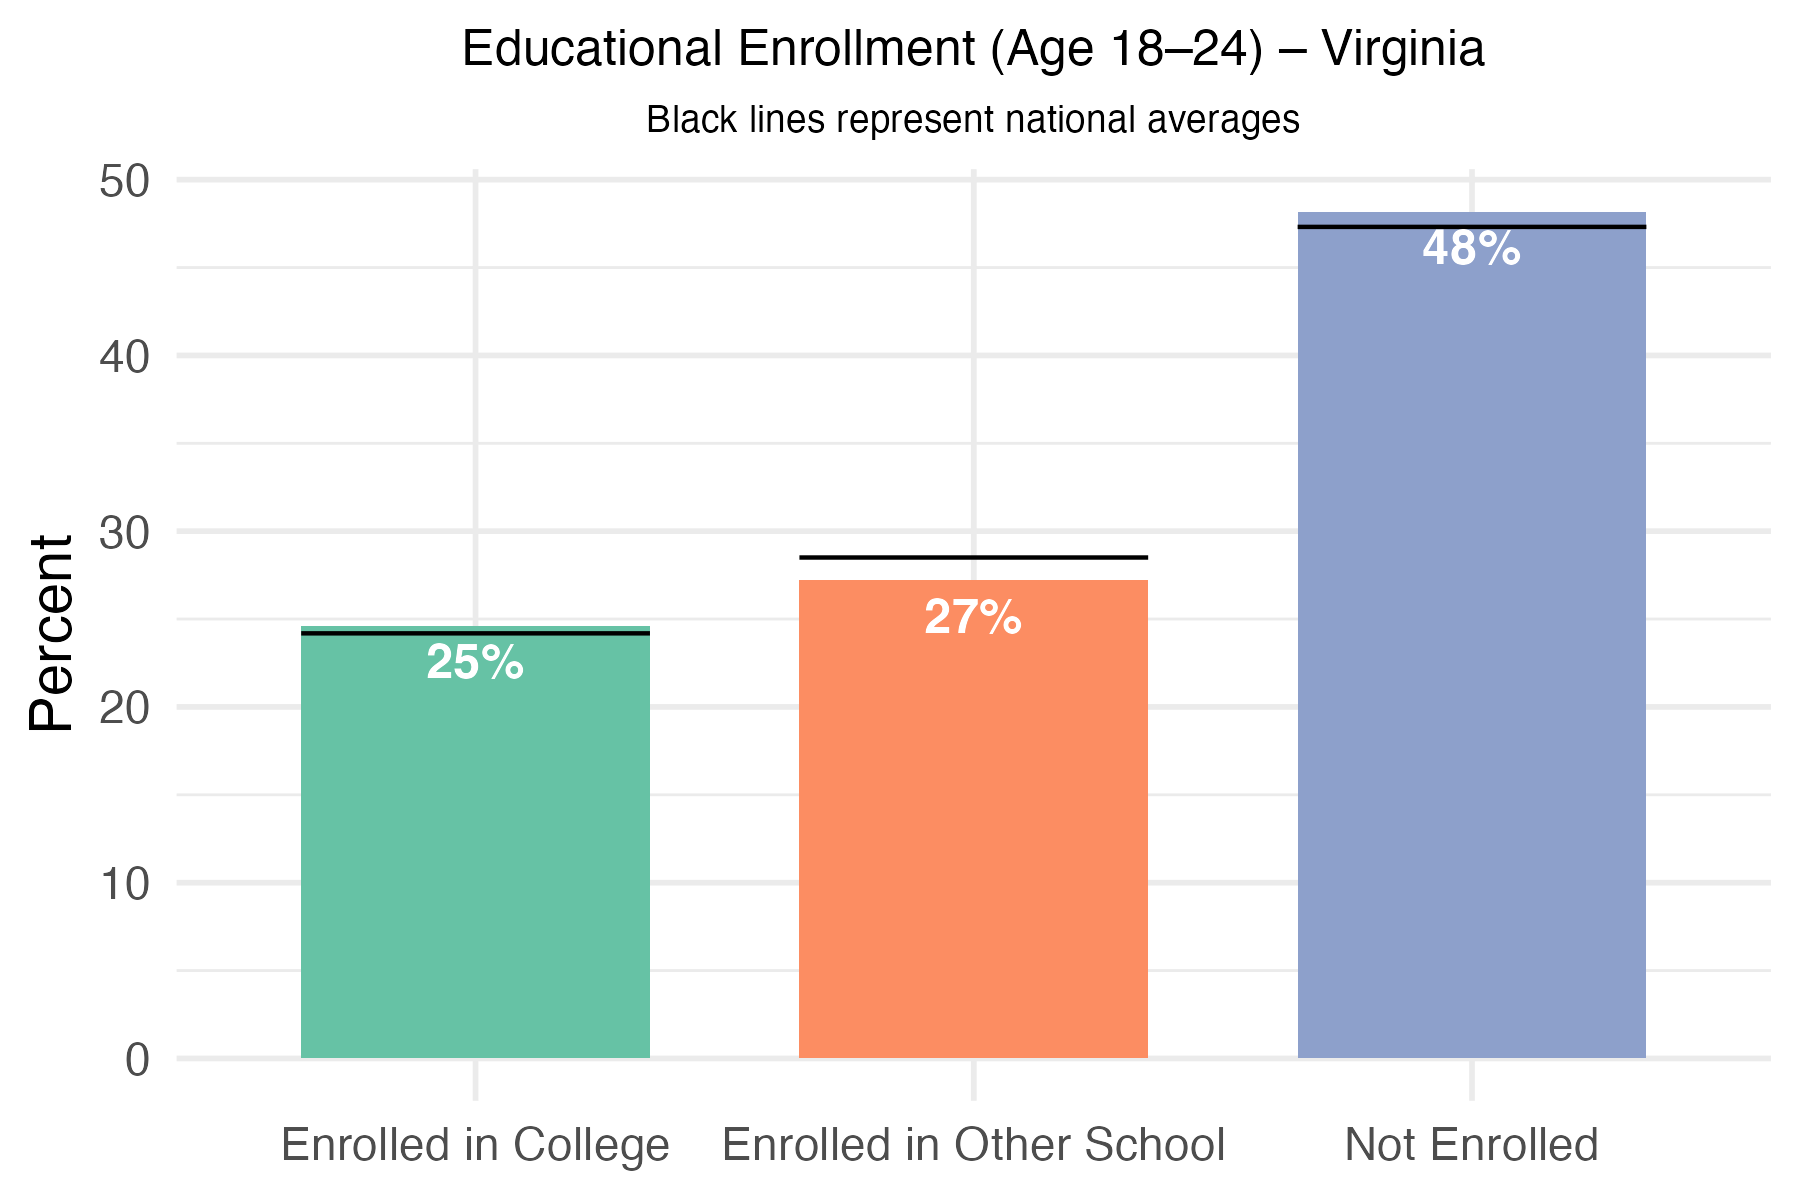 Educational Enrollment (Age 18–24) – Virginia
Black lines represent national averages
Percent
50
40
30
20
10
0
25%
27%
48%
Enrolled in College
Enrolled in Other School
Not Enrolled